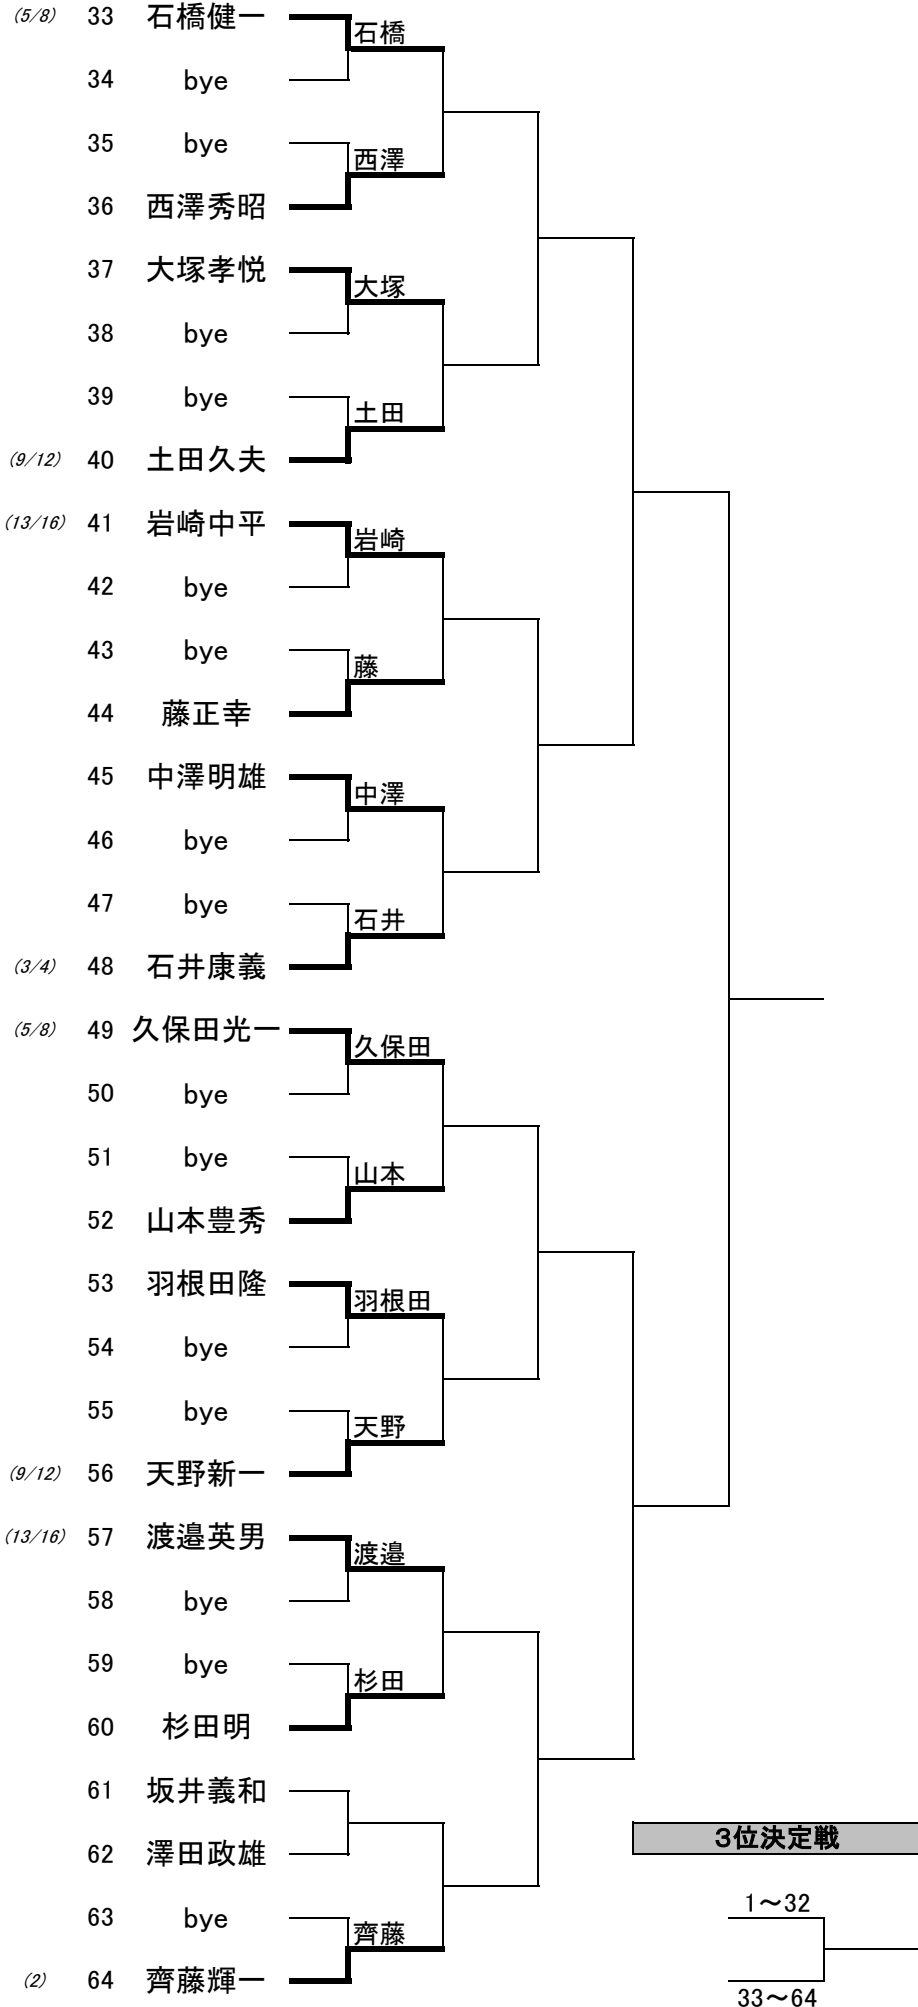 (5/8) 33 石橋健一
石橋
34 bye
35 bye
西澤
36 西澤秀昭
37 大塚孝悦
大塚
38 bye
39 bye
土田
(9/12) 40 土田久夫
(13/16) 41 岩崎中平
岩崎
42 bye
43 bye
藤
44 藤正幸
45 中澤明雄
中澤
46 bye
47 bye
石井
(3/4) 48 石井康義
(5/8) 49 久保田光一
久保田
50 bye
51 bye
山本
52 山本豊秀
53 羽根田隆
羽根田
54 bye
55 bye
天野
(9/12) 56 天野新一
(13/16) 57 渡邉英男
渡邉
58 bye
59 bye
杉田
60 杉田明
61 坂井義和
3位決定戦
62 澤田政雄
1～32
63 bye
齊藤
(2) 64 齊藤輝一
33～64